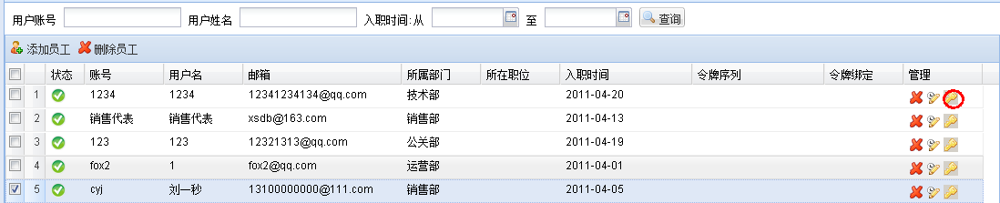 用户账号 用户姓名 入职时间:从 至 查询
添加员工 删除员工
状态 账号 用户名 邮箱 所属部门 所在职位 入职时间 令牌序列 令牌绑定 管理
1 1234 1234 12341234134@qq.com 技术部 2011-04-20
2 销售代表 销售代表 xsdb@163.com 销售部 2011-04-13
3 123 123 12321313@qq.com 公关部 2011-04-19
4 fox2 1 fox2@qq.com 运营部 2011-04-01
5 cyj 刘一秒 13100000000@111.com 销售部 2011-04-05